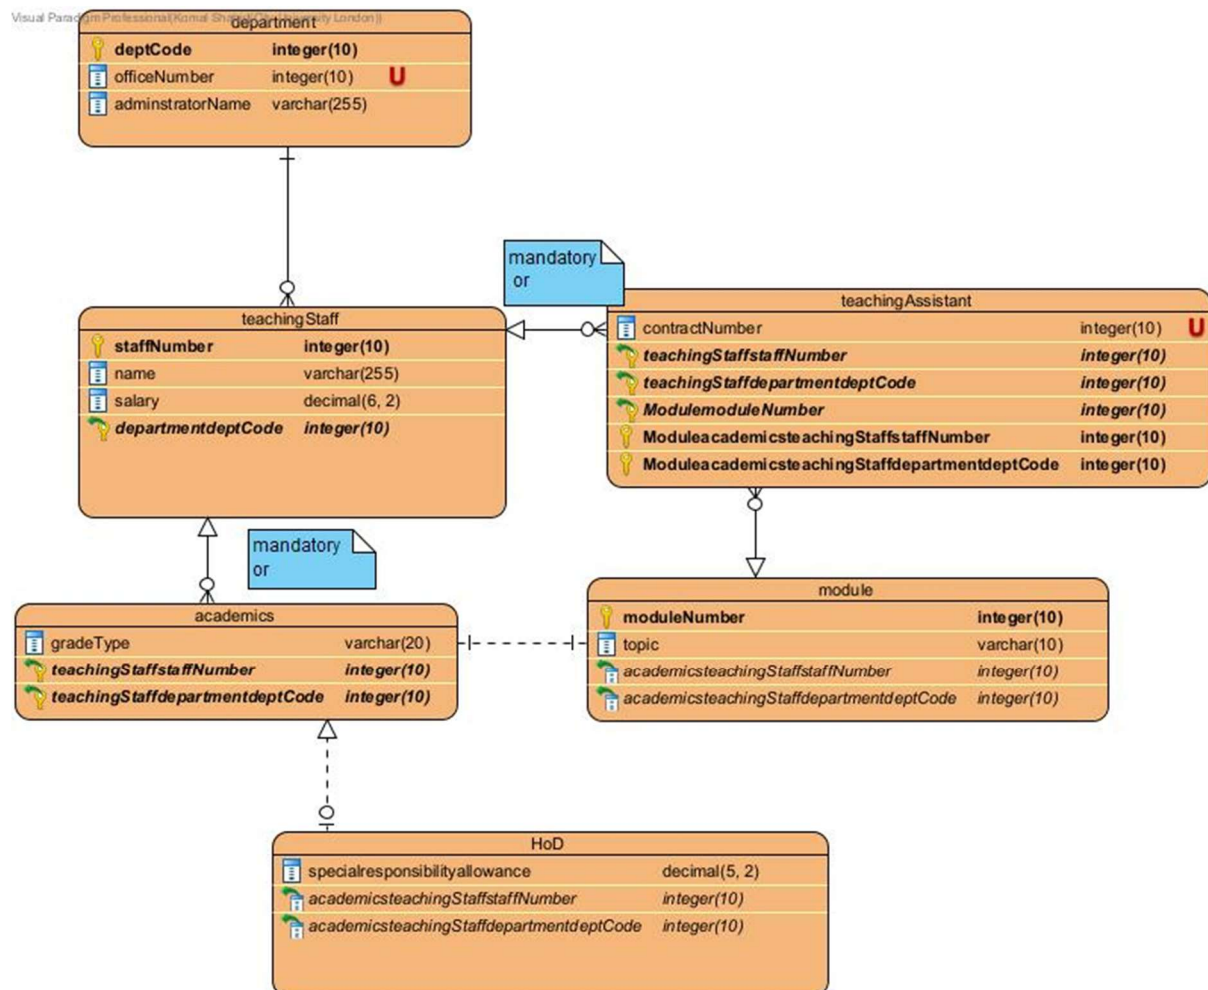 Visual Paradigm Professional(Komal Shahid(City University London))
department
deptCode integer(10)
officeNumber integer(10) U
adminstratorName varchar(255)
mandatory
or
teachingStaff
staffNumber integer(10)
name varchar(255)
salary decimal(6, 2)
departmentdeptCode integer(10)
teachingAssistant
contractNumber integer(10) U
teachingStaffstaffNumber integer(10)
teachingStaffdepartmentdeptCode integer(10)
ModulemoduleNumber integer(10)
ModuleacademicsteachingStaffstaffNumber integer(10)
ModuleacademicsteachingStaffdepartmentdeptCode integer(10)
mandatory
or
academics
gradeType varchar(20)
teachingStaffstaffNumber integer(10)
teachingStaffdepartmentdeptCode integer(10)
module
moduleNumber integer(10)
topic varchar(10)
academicsteachingStaffstaffNumber integer(10)
academicsteachingStaffdepartmentdeptCode integer(10)
HoD
specialresponsibilityallowance decimal(5, 2)
academicsteachingStaffstaffNumber integer(10)
academicsteachingStaffdepartmentdeptCode integer(10)